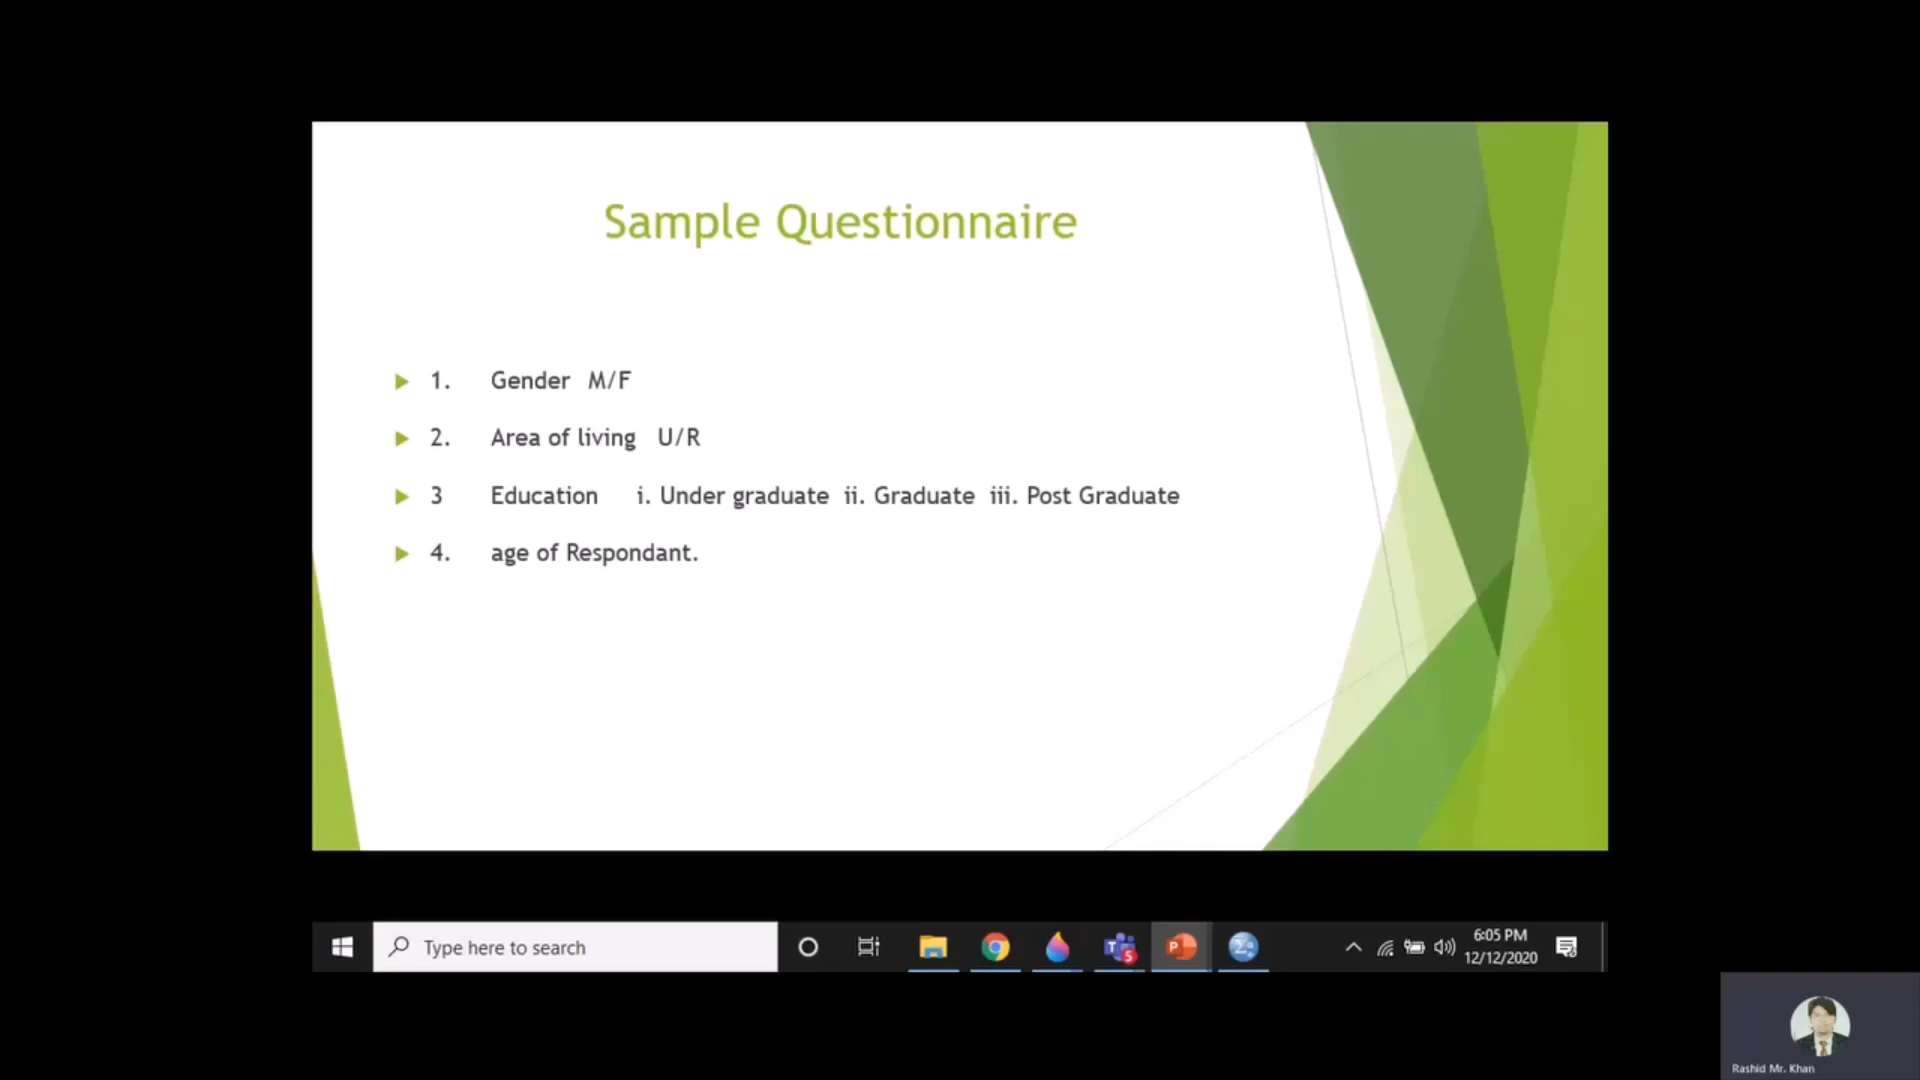 Sample Questionnaire
1. Gender M/F
2. Area of living U/R
3 Education i. Under graduate ii. Graduate iii. Post Graduate
4. age of Respondant.
Type here to search
T
5
P
Σ
6:05 PM
12/12/2020
Rashid Mr. Khan